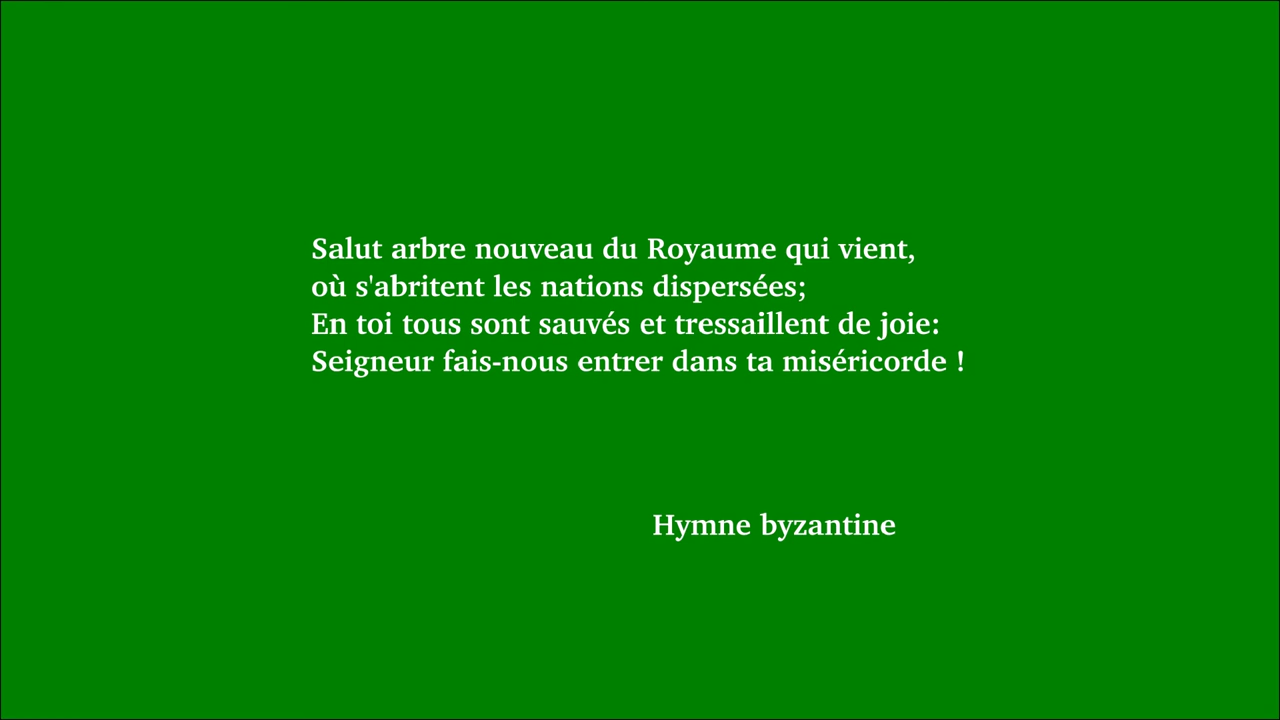 Salut arbre nouveau du Royaume qui vient,
où s'abritent les nations dispersées;
En toi tous sont sauvés et tressaillent de joie:
Seigneur fais-nous entrer dans ta miséricorde !
Hymne byzantine